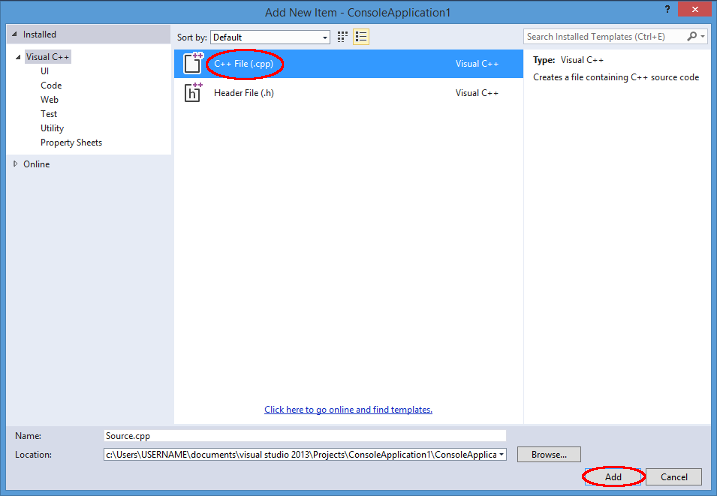 Add New Item - ConsoleApplication1
?
Installed
Visual C++
UI
Code
Web
Test
Utility
Property Sheets
Online
Sort by: Default
C++ File (.cpp) Visual C++
Header File (.h) Visual C++
Click here to go online and find templates.
Search Installed Templates (Ctrl+E)
Type: Visual C++
Creates a file containing C++ source code
Name: Source.cpp
Location: c:\Users\USERNAME\documents\visual studio 2013\Projects\ConsoleApplication1\ConsoleApplica
Browse...
Add Cancel